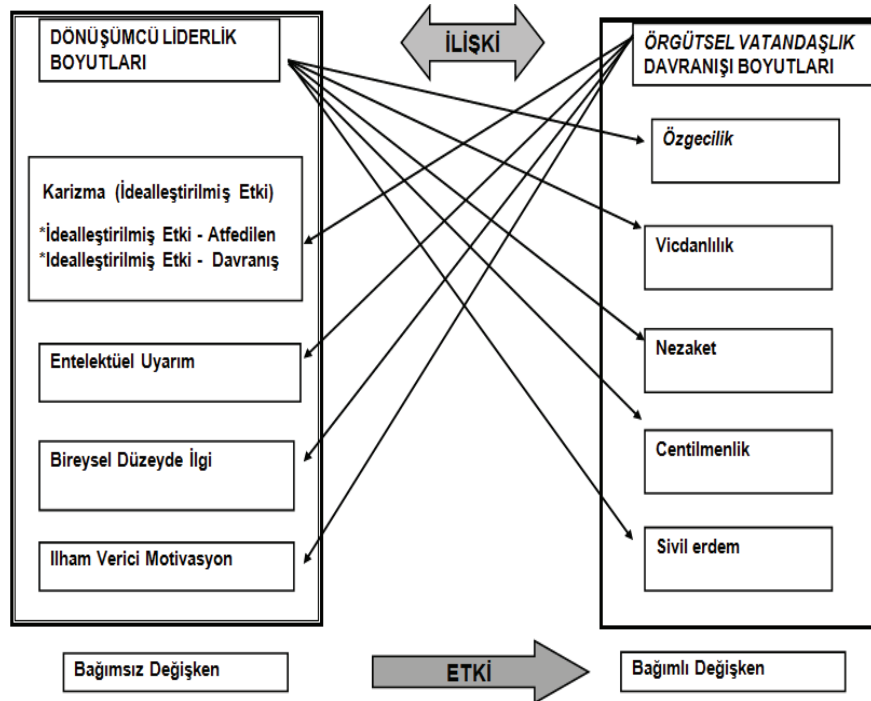 DÖNÜŞÜMCÜ LİDERLİK
BOYUTLARI
İLİŞKİ
ÖRGÜTSEL VATANDAŞLIK
DAVRANIŞI BOYUTLARI
Karizma (İdealleştirilmiş Etki)
*İdealleştirilmiş Etki - Atfedilen
*Idealleştirilmiş Etki - Davranış
Entelektüel Uyarım
Bireysel Düzeyde İlgi
Ilham Verici Motivasyon
Özgecilik
Vicdanlılık
Nezaket
Centilmenlik
Sivil erdem
Bağımsız Değişken
ETKİ
Bağımlı Değişken